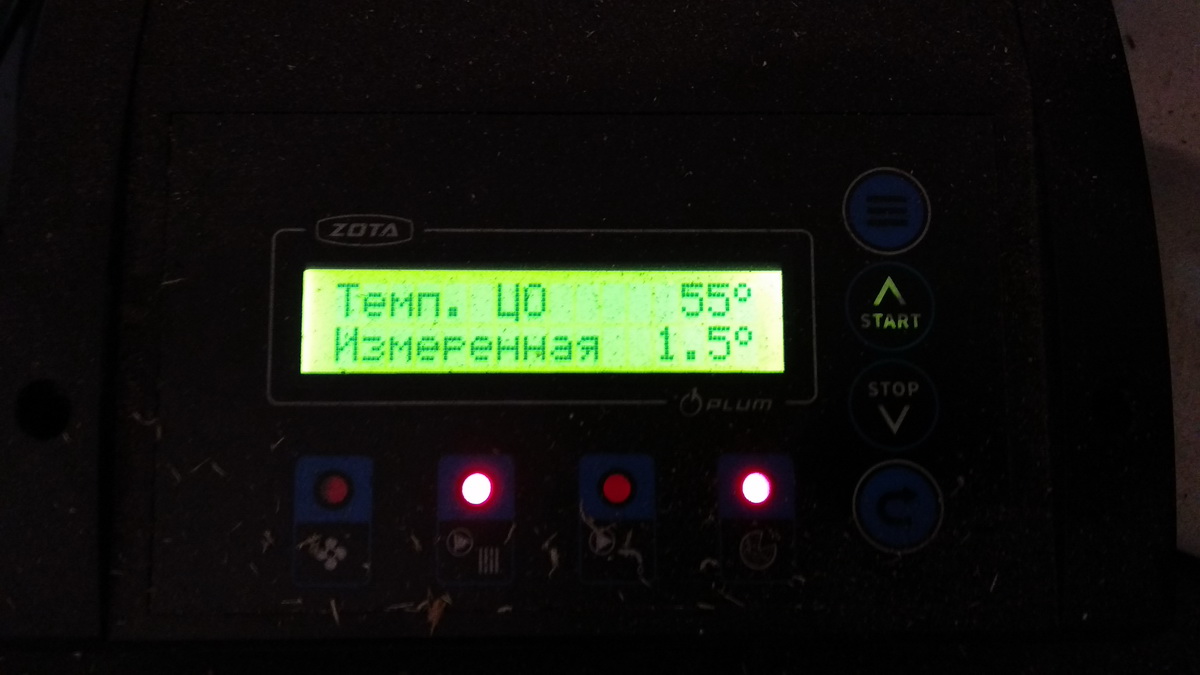 ZOTA
Темп. ЦО 55°
Измеренная 1.5°
PLUM
START
STOP